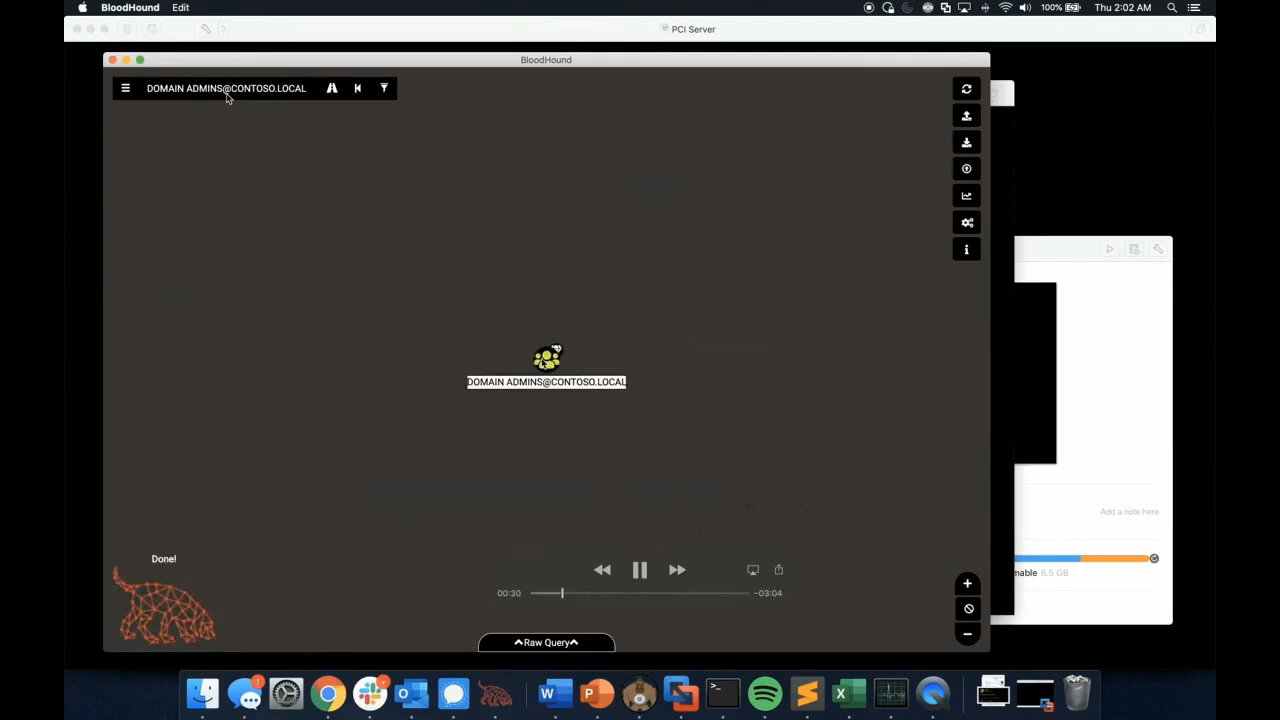 BloodHound Edit
100% Thu 2:02 AM
PCI Server
BloodHound
DOMAIN ADMINS@CONTOSO.LOCAL
DOMAIN ADMINS@CONTOSO.LOCAL
Add a note here
mable 6.5 GB
Done!
00:30 -03:04
Raw Query
1